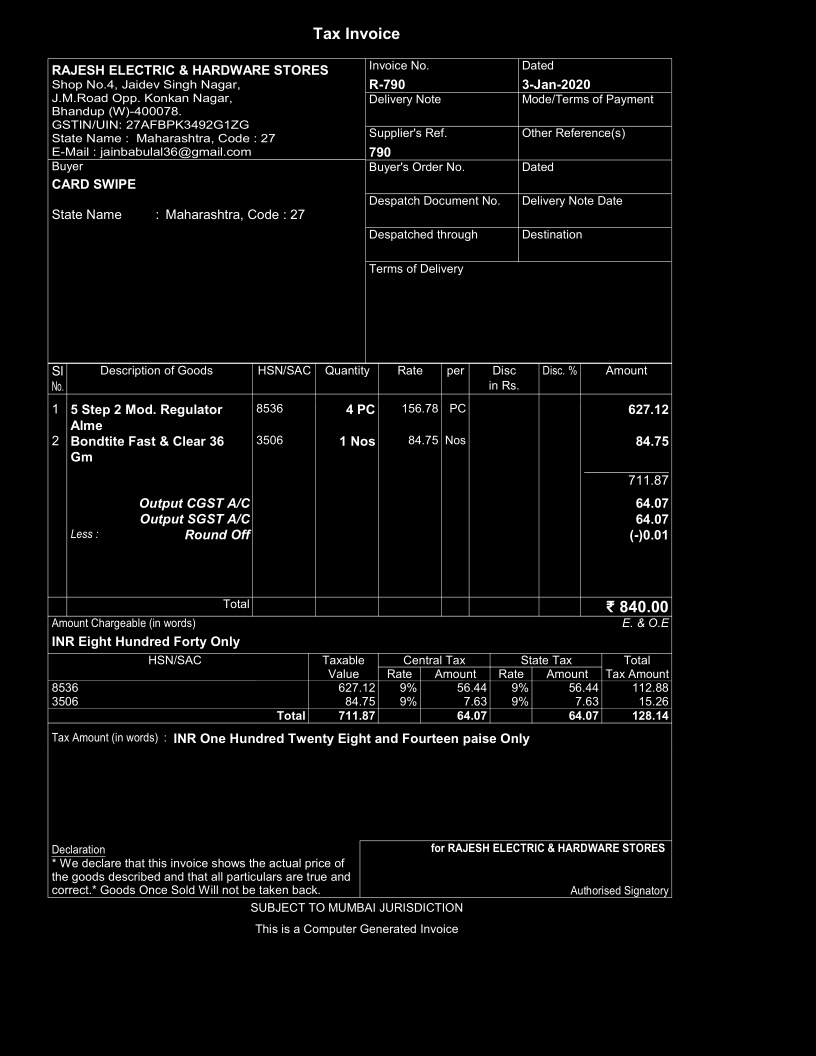 Tax Invoice
RAJESH ELECTRIC & HARDWARE STORES
Shop No.4, Jaidev Singh Nagar,
J.M.Road Opp. Konkan Nagar,
Bhandup (W)-400078.
GSTIN/UIN: 27AFBPK3492G1ZG
State Name : Maharashtra, Code : 27
E-Mail : jainbabulal36@gmail.com
Invoice No.
R-790
Dated
3-Jan-2020
Delivery Note
Mode/Terms of Payment
Supplier's Ref.
790
Other Reference(s)
Buyer
CARD SWIPE
State Name : Maharashtra, Code : 27
Buyer's Order No.
Dated
Despatch Document No.
Delivery Note Date
Despatched through
Destination
Terms of Delivery
Sl No. Description of Goods HSN/SAC Quantity Rate per Disc in Rs. Disc. % Amount
1 5 Step 2 Mod. Regulator 8536 4 PC 156.78 PC 627.12
Alme
2 Bondtite Fast & Clear 36 3506 1 Nos 84.75 Nos 84.75
Gm
711.87
Output CGST A/C 64.07
Output SGST A/C 64.07
Less : Round Off (-)0.01
Total ₹ 840.00
Amount Chargeable (in words) E. & O.E
INR Eight Hundred Forty Only
HSN/SAC Taxable Central Tax State Tax Total
Value Rate Amount Rate Amount Tax Amount
8536 627.12 9% 56.44 9% 56.44 112.88
3506 84.75 9% 7.63 9% 7.63 15.26
Total 711.87 64.07 64.07 128.14
Tax Amount (in words) : INR One Hundred Twenty Eight and Fourteen paise Only
Declaration
* We declare that this invoice shows the actual price of
the goods described and that all particulars are true and
correct.* Goods Once Sold Will not be taken back.
for RAJESH ELECTRIC & HARDWARE STORES
Authorised Signatory
SUBJECT TO MUMBAI JURISDICTION
This is a Computer Generated Invoice